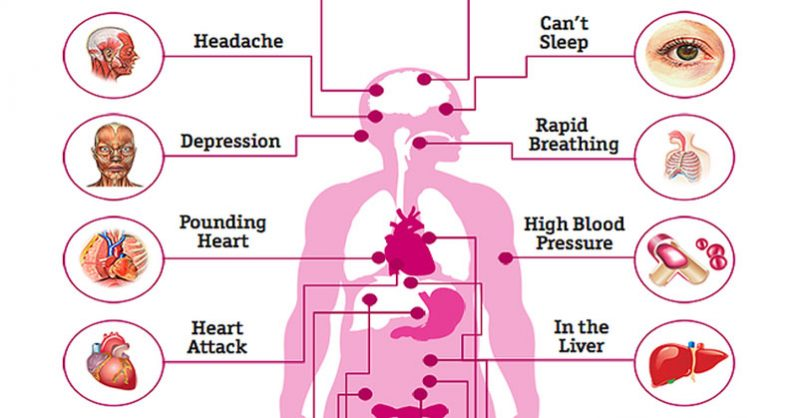 Headache
Can't
Sleep
Depression
Rapid
Breathing
Pounding
Heart
High Blood
Pressure
Heart
Attack
In the
Liver